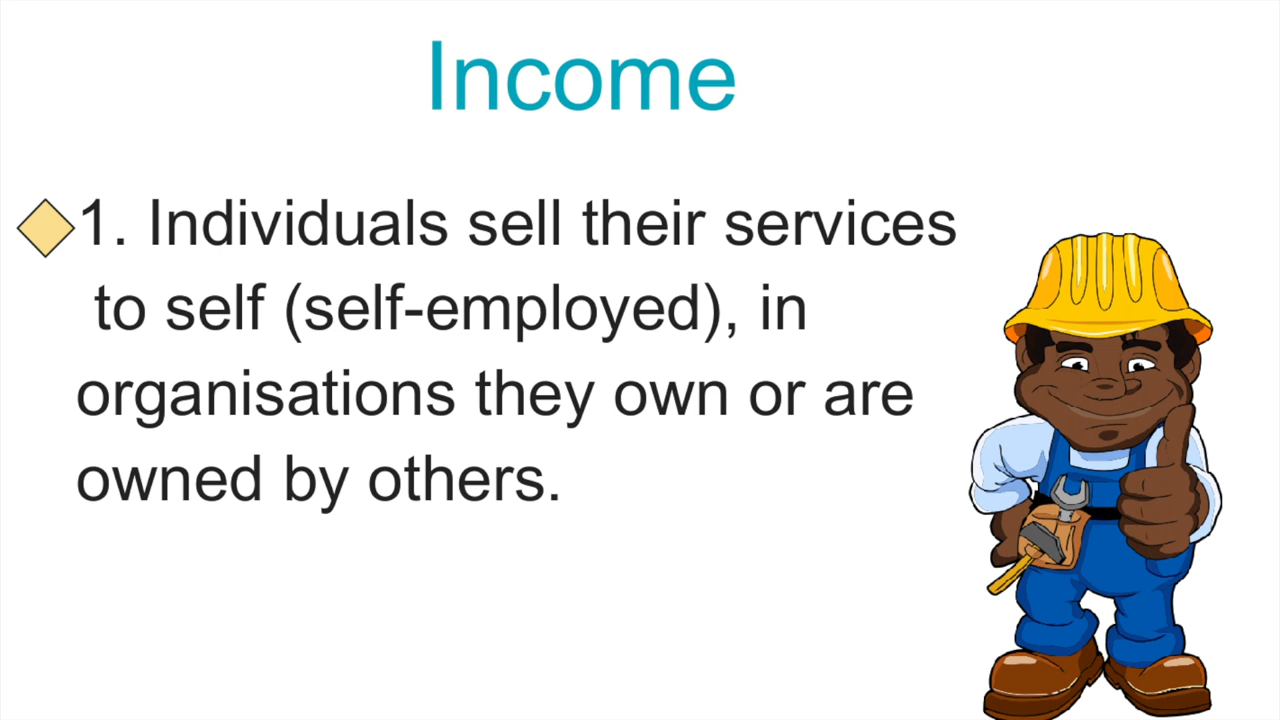 Income
1. Individuals sell their services
to self (self-employed), in
organisations they own or are
owned by others.